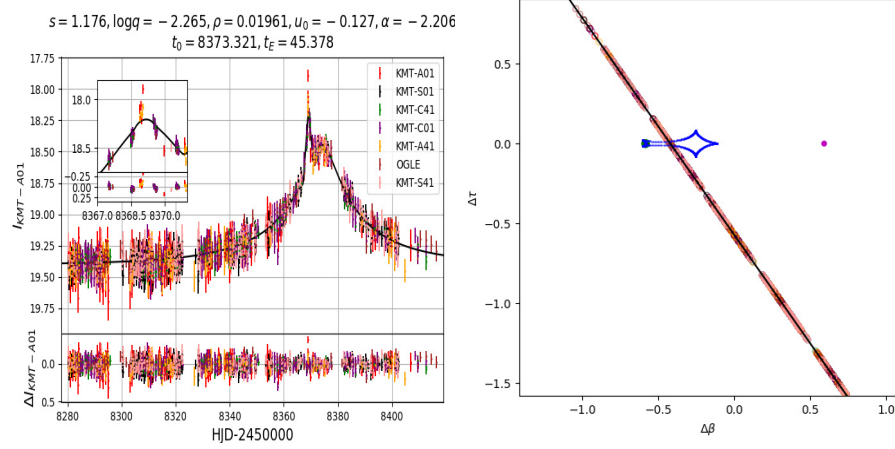 s = 1.176, log q = −2.265, ρ = 0.01961, u₀ = −0.127, α = −2.206
t₀ = 8373.321, t_E = 45.378
17.75
18.00
18.25
18.50
18.75
19.00
19.25
19.50
19.75
I_KMT−A01
18.0
18.5
−0.25
0.00
0.25
8367.0 8368.5 8370.0
KMT-A01
KMT-S01
KMT-C41
KMT-C01
KMT-A41
OGLE
KMT-S41
0.0
0.5
ΔI_KMT−A01
8280 8300 8320 8340 8360 8380 8400
HJD-2450000
0.5
0.0
−0.5
−1.0
−1.5
Δτ
−1.0 −0.5 0.0 0.5 1.0
Δβ